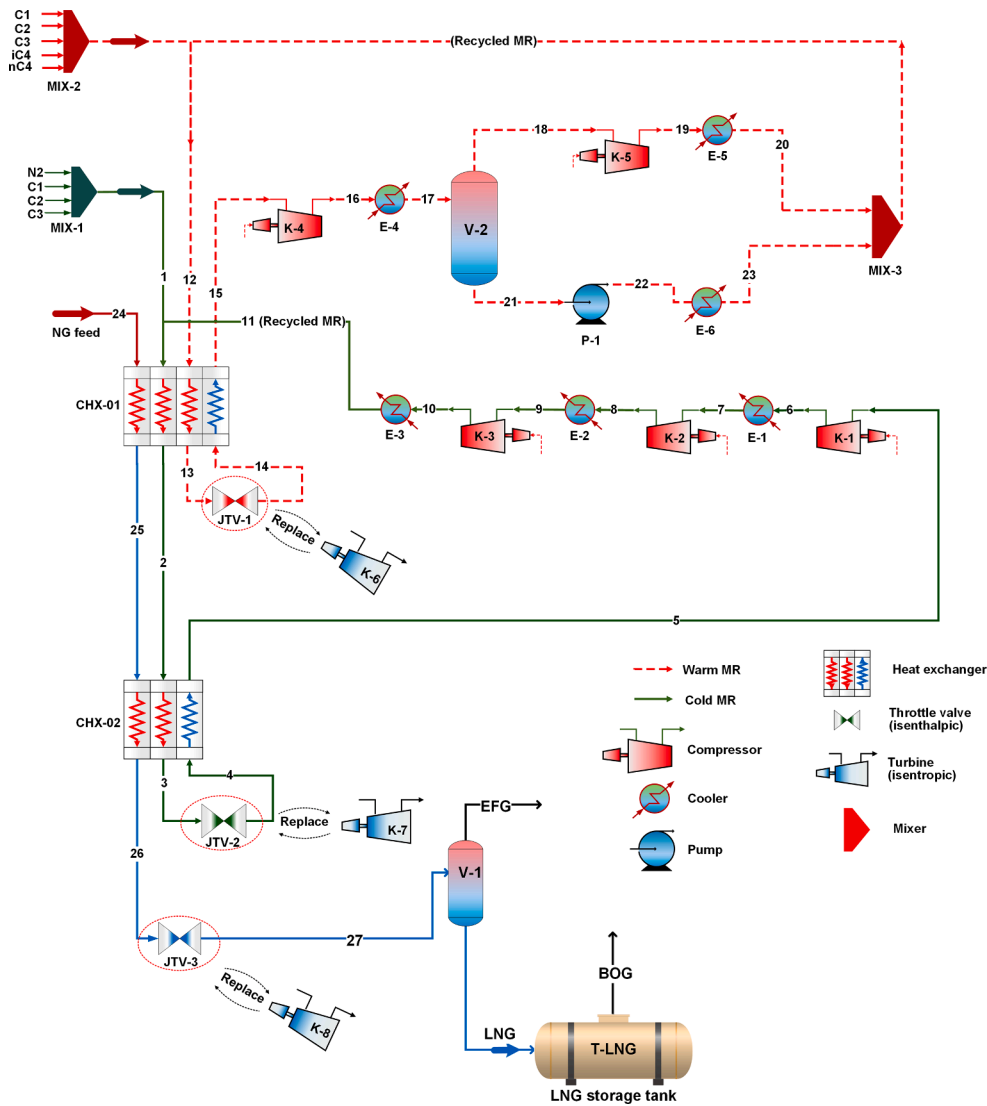 C1
C2
C3
iC4
nC4
MIX-2
(Recycled MR)
18
K-5
19
E-5
20
N2
C1
C2
C3
MIX-1
16
K-4
E-4
17
V-2
MIX-3
1
12
15
21
22
23
P-1
E-6
24
NG feed
11 (Recycled MR)
CHX-01
E-3
10
K-3
9
E-2
8
K-2
7
E-1
6
K-1
13
14
JTV-1
Replace
K-6
25
2
5
CHX-02
3
4
JTV-2
Replace
K-7
26
EFG
V-1
27
JTV-3
Replace
K-8
LNG
BOG
T-LNG
LNG storage tank
Warm MR
Cold MR
Compressor
Cooler
Pump
Heat exchanger
Throttle valve
(isenthalpic)
Turbine
(isentropic)
Mixer